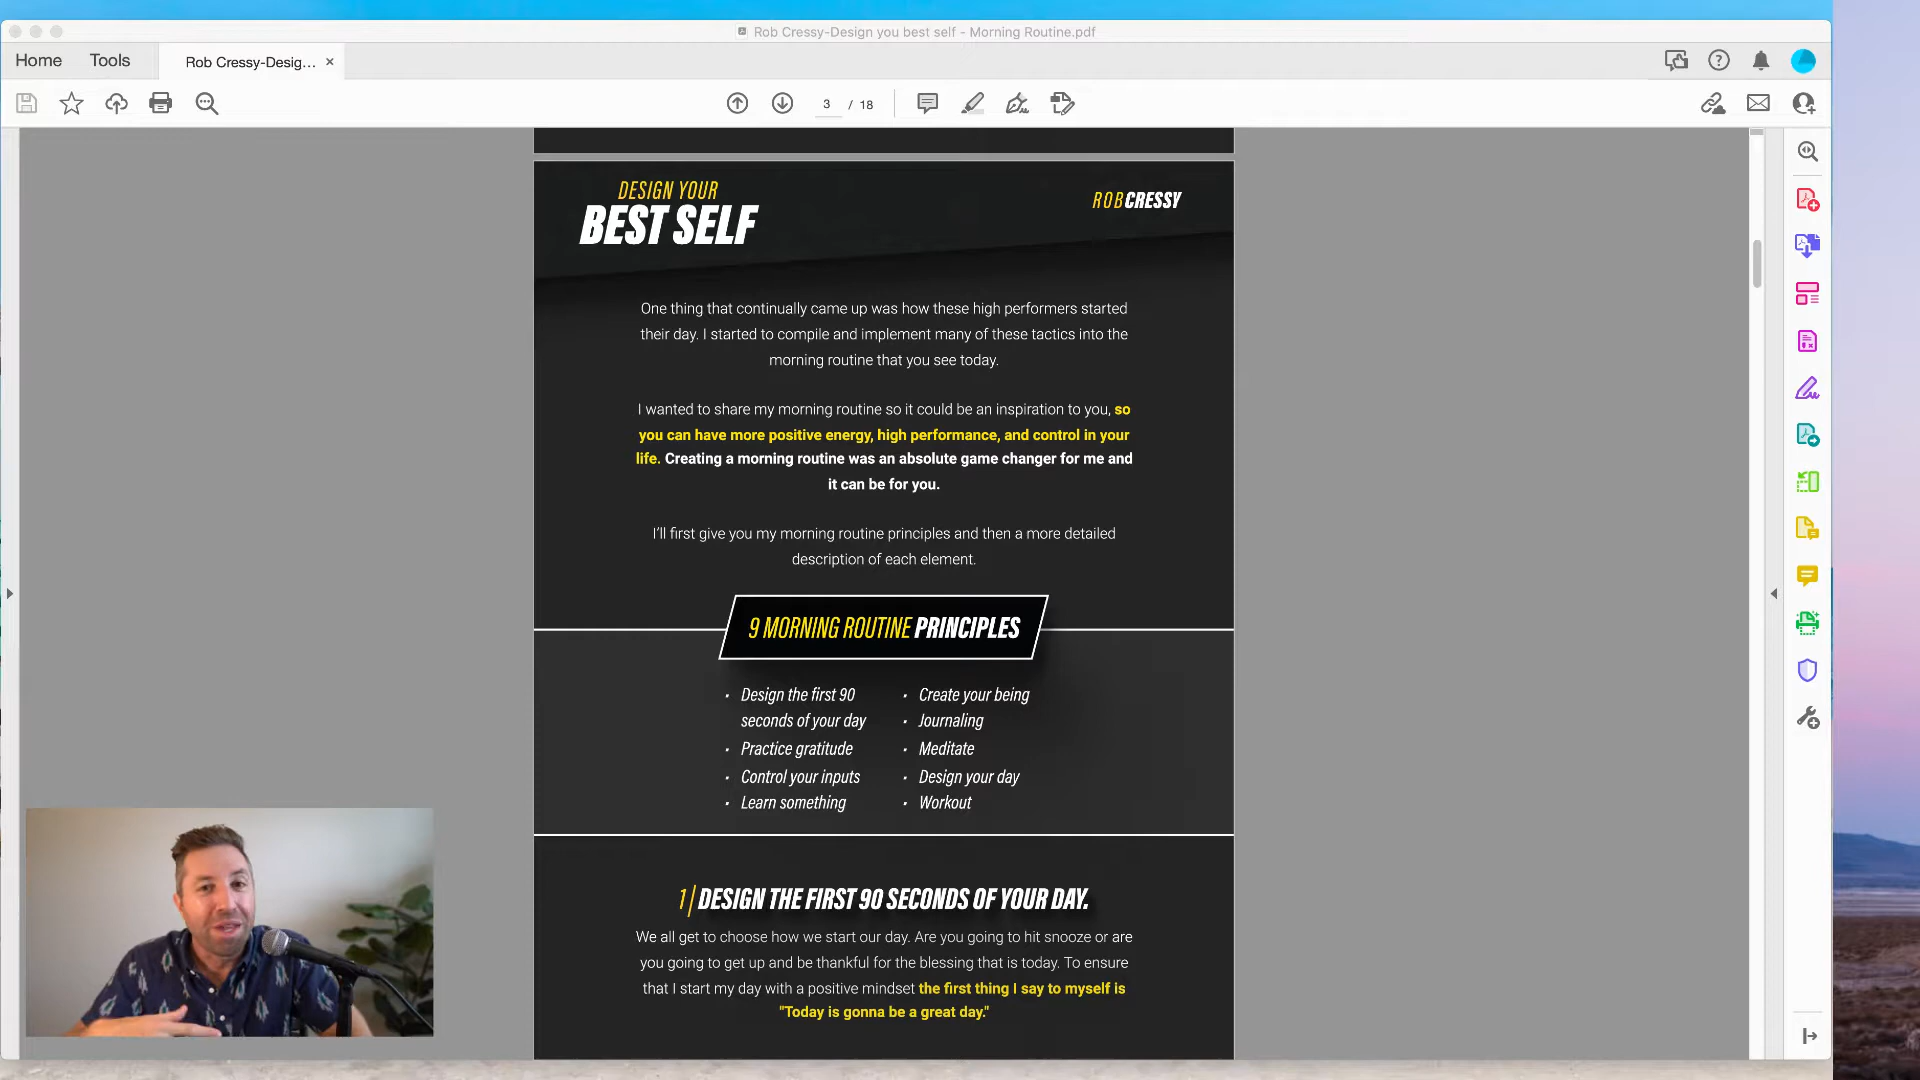 Rob Cressy-Design you best self - Morning Routine.pdf
Home
Tools
Rob Cressy-Desig... ×
3 / 18
DESIGN YOUR
BEST SELF
ROBCRESSY
One thing that continually came up was how these high performers started
their day. I started to compile and implement many of these tactics into the
morning routine that you see today.
I wanted to share my morning routine so it could be an inspiration to you, so
you can have more positive energy, high performance, and control in your
life. Creating a morning routine was an absolute game changer for me and
it can be for you.
I'll first give you my morning routine principles and then a more detailed
description of each element.
9 MORNING ROUTINE PRINCIPLES
· Design the first 90
seconds of your day
· Practice gratitude
· Control your inputs
· Learn something
· Create your being
· Journaling
· Meditate
· Design your day
· Workout
1| DESIGN THE FIRST 90 SECONDS OF YOUR DAY.
We all get to choose how we start our day. Are you going to hit snooze or are
you going to get up and be thankful for the blessing that is today. To ensure
that I start my day with a positive mindset the first thing I say to myself is
"Today is gonna be a great day."